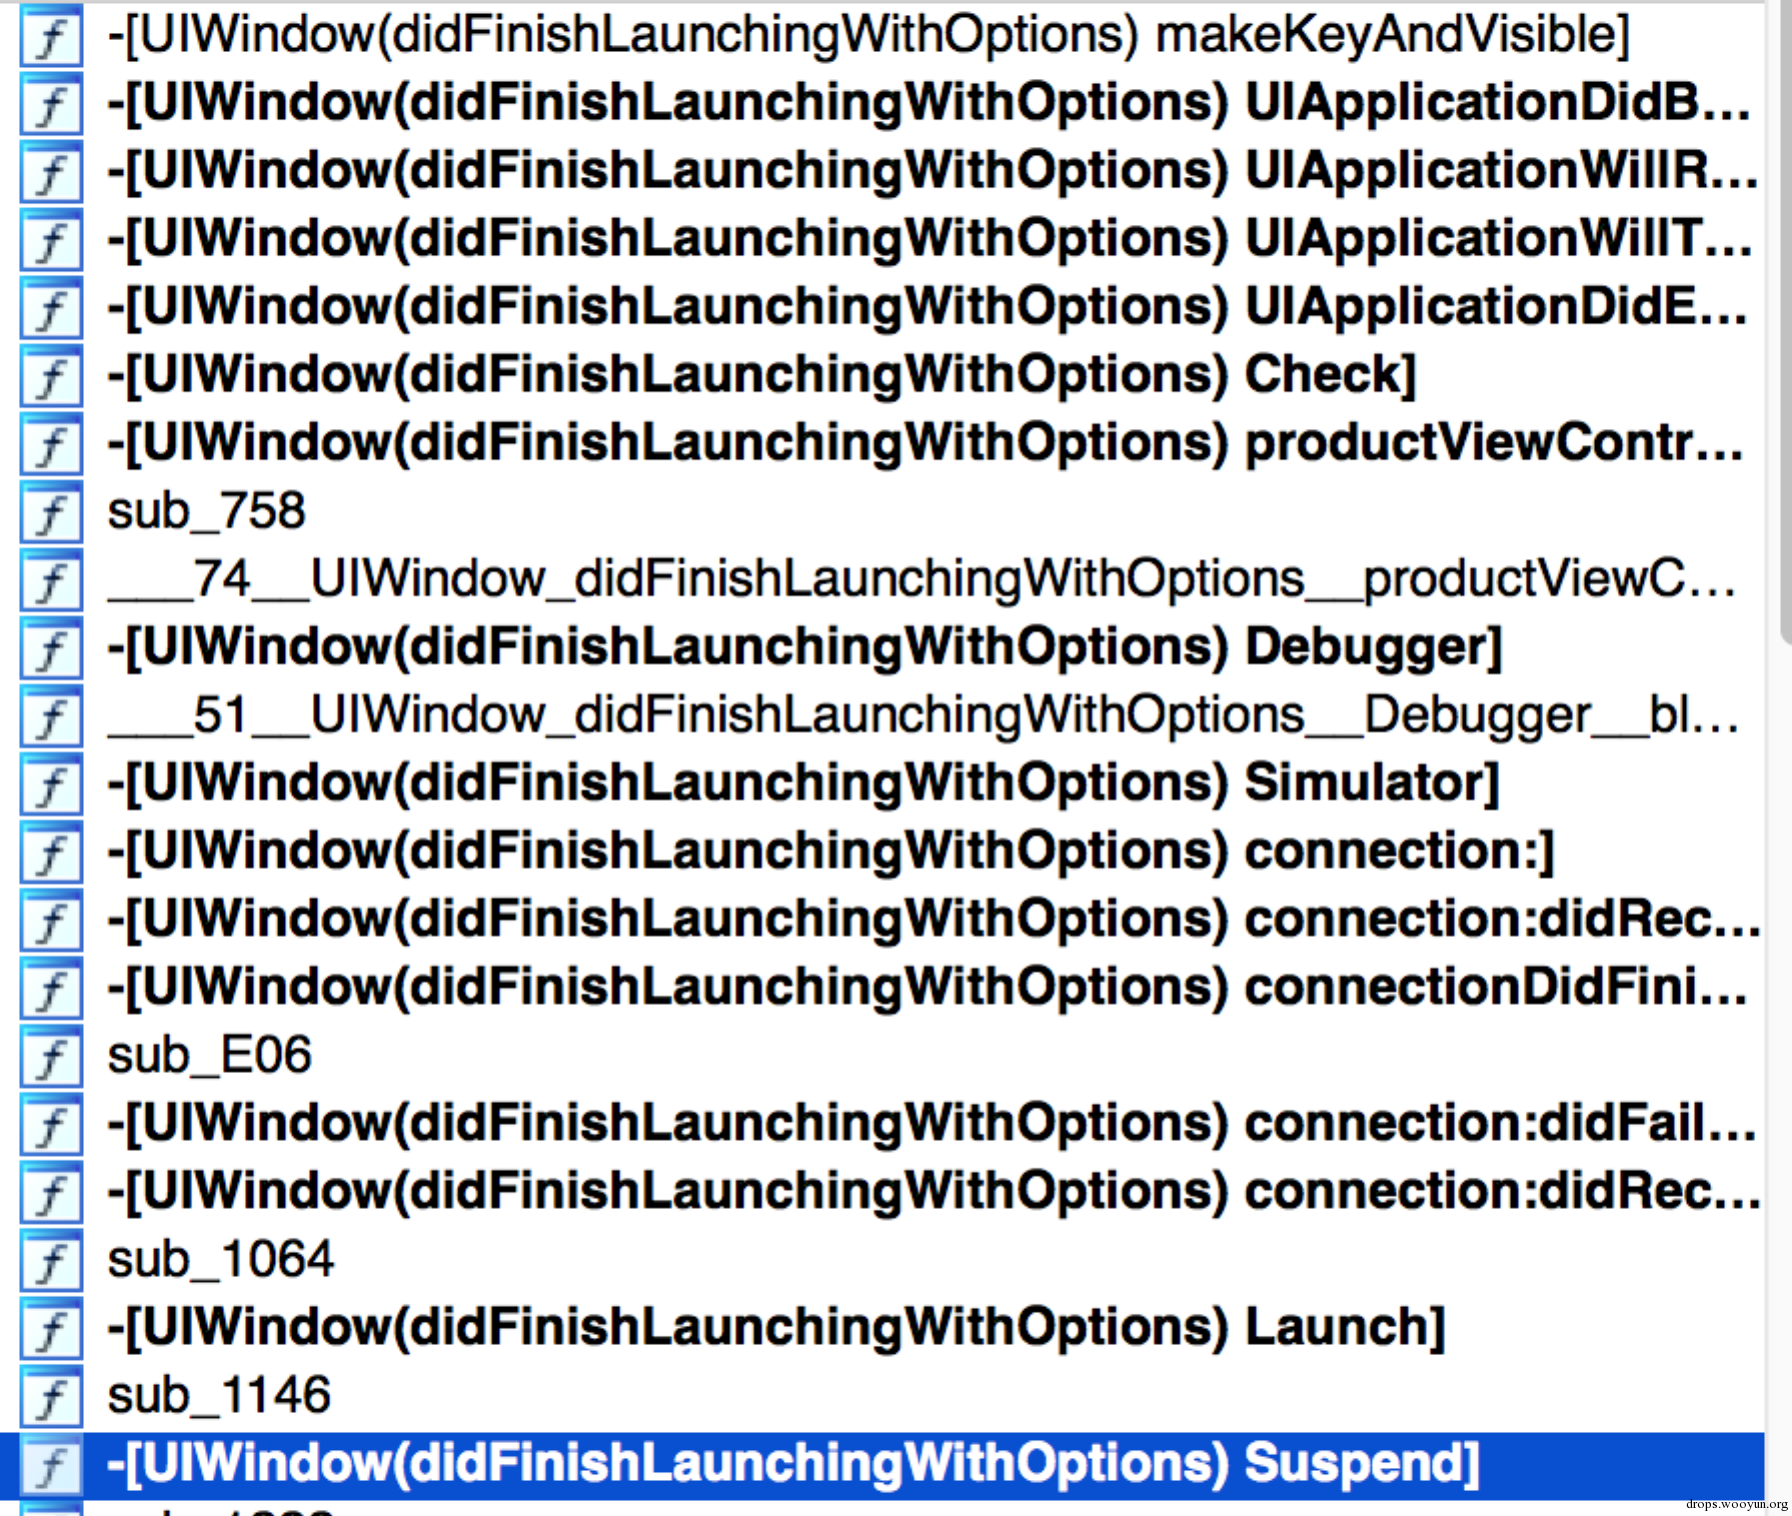 -[UIWindow(didFinishLaunchingWithOptions) makeKeyAndVisible]
-[UIWindow(didFinishLaunchingWithOptions) UIApplicationDidB...
-[UIWindow(didFinishLaunchingWithOptions) UIApplicationWillR...
-[UIWindow(didFinishLaunchingWithOptions) UIApplicationWillT...
-[UIWindow(didFinishLaunchingWithOptions) UIApplicationDidE...
-[UIWindow(didFinishLaunchingWithOptions) Check]
-[UIWindow(didFinishLaunchingWithOptions) productViewContr...
sub_758
___74__UIWindow_didFinishLaunchingWithOptions__productViewC...
-[UIWindow(didFinishLaunchingWithOptions) Debugger]
___51__UIWindow_didFinishLaunchingWithOptions__Debugger__bl...
-[UIWindow(didFinishLaunchingWithOptions) Simulator]
-[UIWindow(didFinishLaunchingWithOptions) connection:]
-[UIWindow(didFinishLaunchingWithOptions) connection:didRec...
-[UIWindow(didFinishLaunchingWithOptions) connectionDidFini...
sub_E06
-[UIWindow(didFinishLaunchingWithOptions) connection:didFail...
-[UIWindow(didFinishLaunchingWithOptions) connection:didRec...
sub_1064
-[UIWindow(didFinishLaunchingWithOptions) Launch]
sub_1146
-[UIWindow(didFinishLaunchingWithOptions) Suspend]
drops.wooyun.org